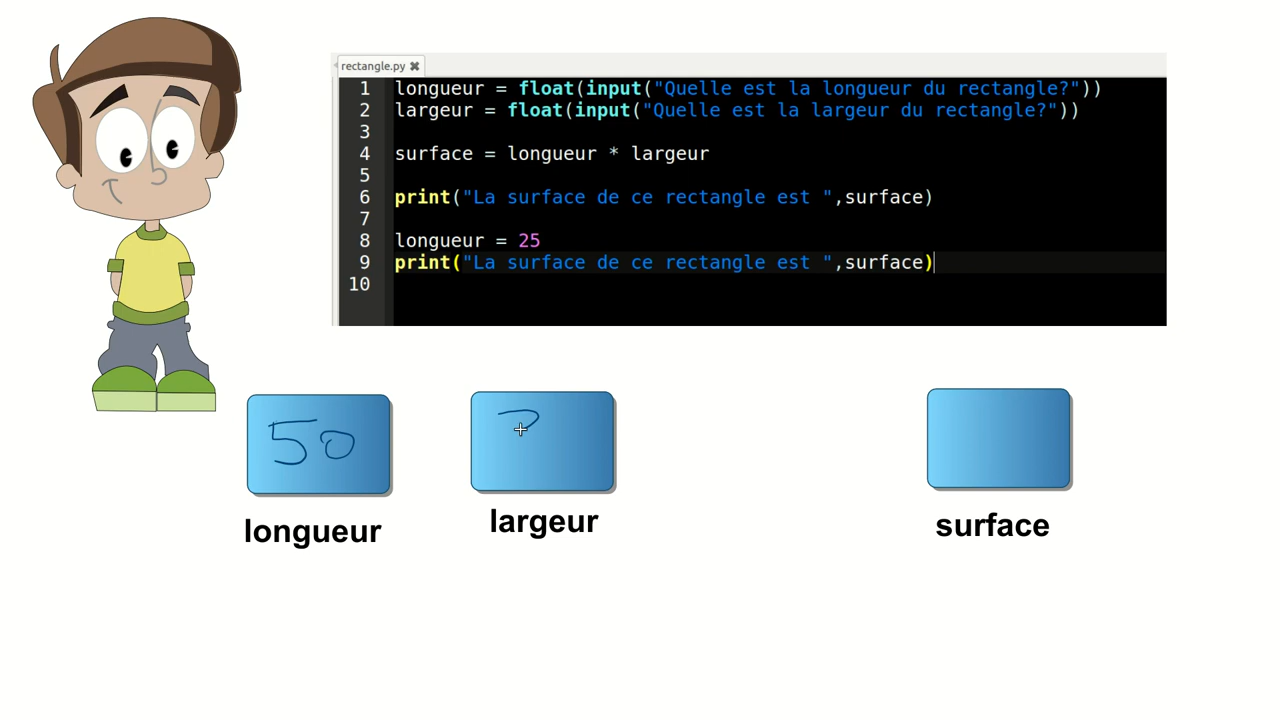 rectangle.py
1 longueur = float(input("Quelle est la longueur du rectangle?"))
2 largeur = float(input("Quelle est la largeur du rectangle?"))
3
4 surface = longueur * largeur
5
6 print("La surface de ce rectangle est ",surface)
7
8 longueur = 25
9 print("La surface de ce rectangle est ",surface)
10
50
longueur
largeur
surface